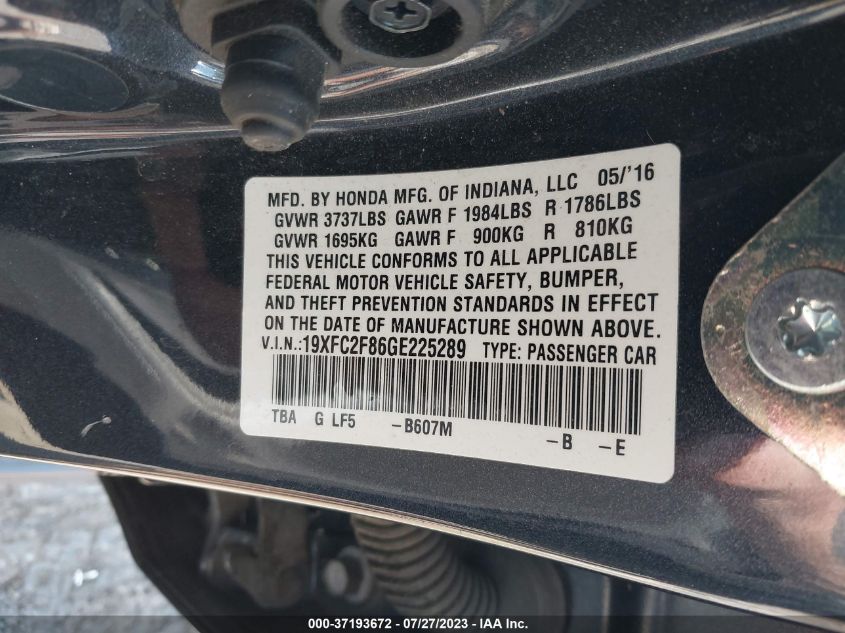 MFD. BY HONDA MFG. OF INDIANA, LLC 05/'16
GVWR 3737LBS GAWR F 1984LBS R 1786LBS
GVWR 1695KG GAWR F 900KG R 810KG
THIS VEHICLE CONFORMS TO ALL APPLICABLE
FEDERAL MOTOR VEHICLE SAFETY, BUMPER,
AND THEFT PREVENTION STANDARDS IN EFFECT
ON THE DATE OF MANUFACTURE SHOWN ABOVE.
V.I.N.:19XFC2F86GE225289 TYPE: PASSENGER CAR
TBA G LF5 -B607M -B -E
000-37193672 / 07/27/2023 - © IAA Inc.